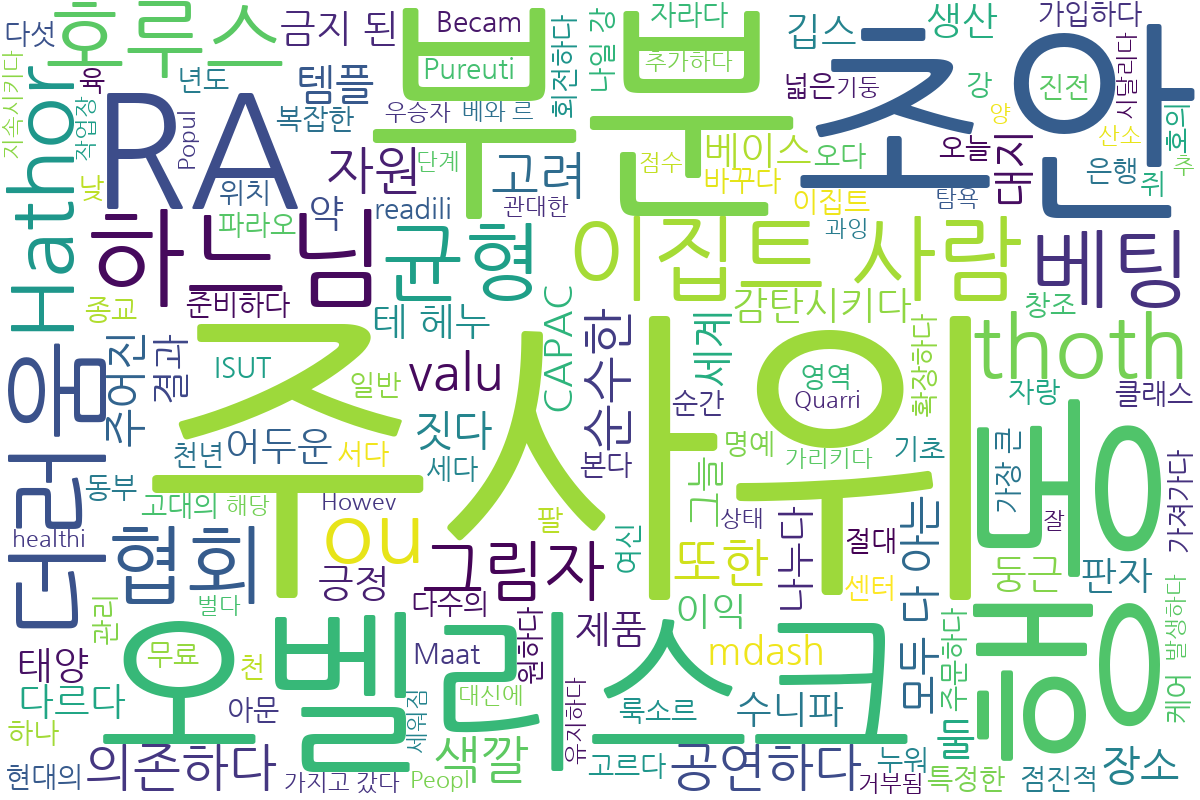 다섯
호루스
금지 된
Becam
부분
자라다
나일 강
깁스
생산
가입하다
조안
지속시키다
작업장
육
년도
템플
Pureuti
회전하다
추가하다
넓은
기둥
강
진전
시달리다
호의
RA
복잡한
Popul
우승자
베와 르
양
산소
Hathor
낮
위치
자원
단계
고려
점수
베이스
오다
오늘
대지
은행
쥐
추
파라오
약
readili
관대한
바꾸다
이집트
탐욕
하느님
균형
이집트 사람
과잉
베팅
종교
준비하다
테 헤누
CAPAC
감탄시키다
창조
더러움
주어진
결과
ISUT
일반
valu
순수한
세계
영역
Quarri
확장하다
thoth
자랑
클래스
주사위
천년
어두운
서다
짓다
세다
순간
본다
그늘
명예
가리키다
기초
가장 큰
통행
동부
고대의
해당
Howev
팔
여신
상태
절대
잘
가져가다
healthi
협회
ou
긍정
그림자
또한
나누다
모두 다 아는
둥근
판자
관리
벌다
다수의
원하다
제품
이익
센터
주문하다
발생하다
케어
태양
무료
천
오벨리스크
Maat
대신에
mdash
다르다
아문
세워짐
유지하다
룩소르
수니파
둘
하나
현대의
의존하다
가지고 갔다
색깔
Peopl
고르다
공연하다
누워
거부됨
특정한
점진적
장소